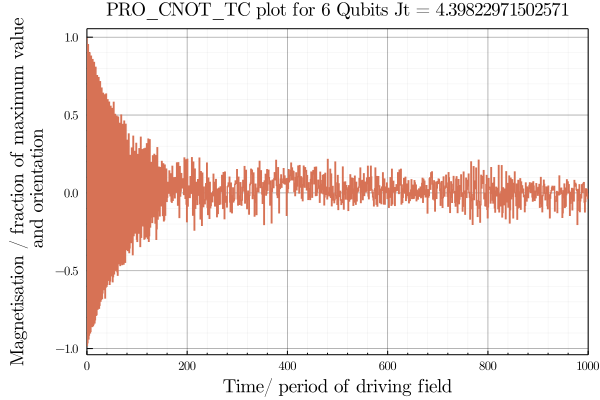 PRO_CNOT_TC plot for 6 Qubits Jt = 4.39822971502571
Magnetisation / fraction of maximum value
and orientation
1.0
0.5
0.0
−0.5
−1.0
0 200 400 600 800 1000
Time/ period of driving field